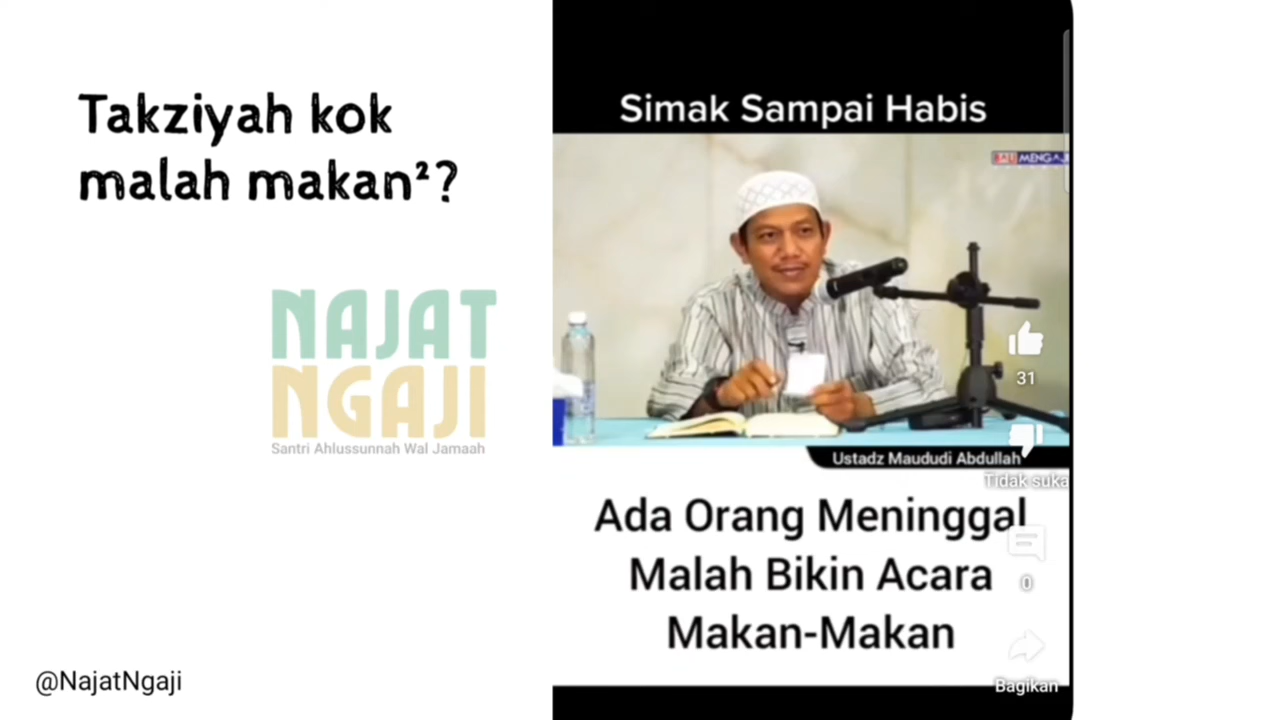 Takziyah kok
malah makan²?
NAJAT
NGAJI
Santri Ahlussunnah Wal Jamaah
@NajatNgaji
Simak Sampai Habis
MENGAJI
31
Ustadz Maududi Abdullah
Tidak suka
Ada Orang Meninggal
Malah Bikin Acara
Makan-Makan
0
Bagikan